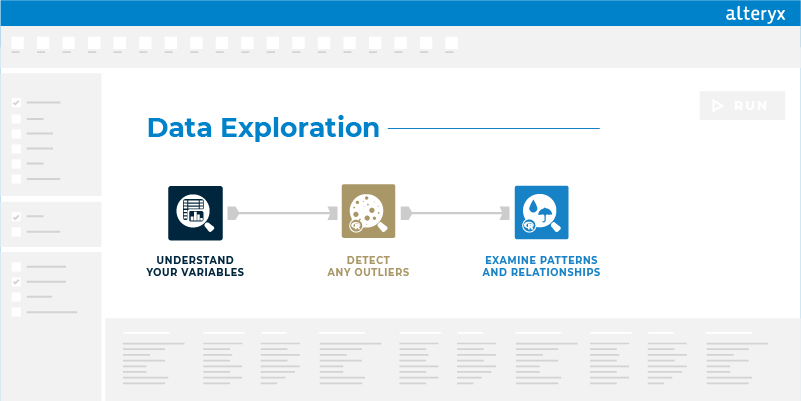 alteryx
RUN
Data Exploration
UNDERSTAND
YOUR VARIABLES
DETECT
ANY OUTLIERS
EXAMINE PATTERNS
AND RELATIONSHIPS